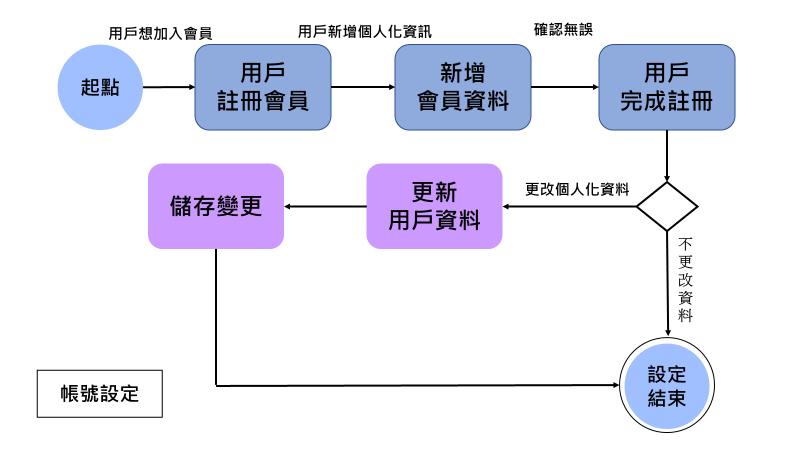 用戶想加入會員
用戶新增個人化資訊
確認無誤
起點
用戶
註冊會員
新增
會員資料
用戶
完成註冊
儲存變更
更新
用戶資料
更改個人化資料
不更改資料
帳號設定
設定
結束